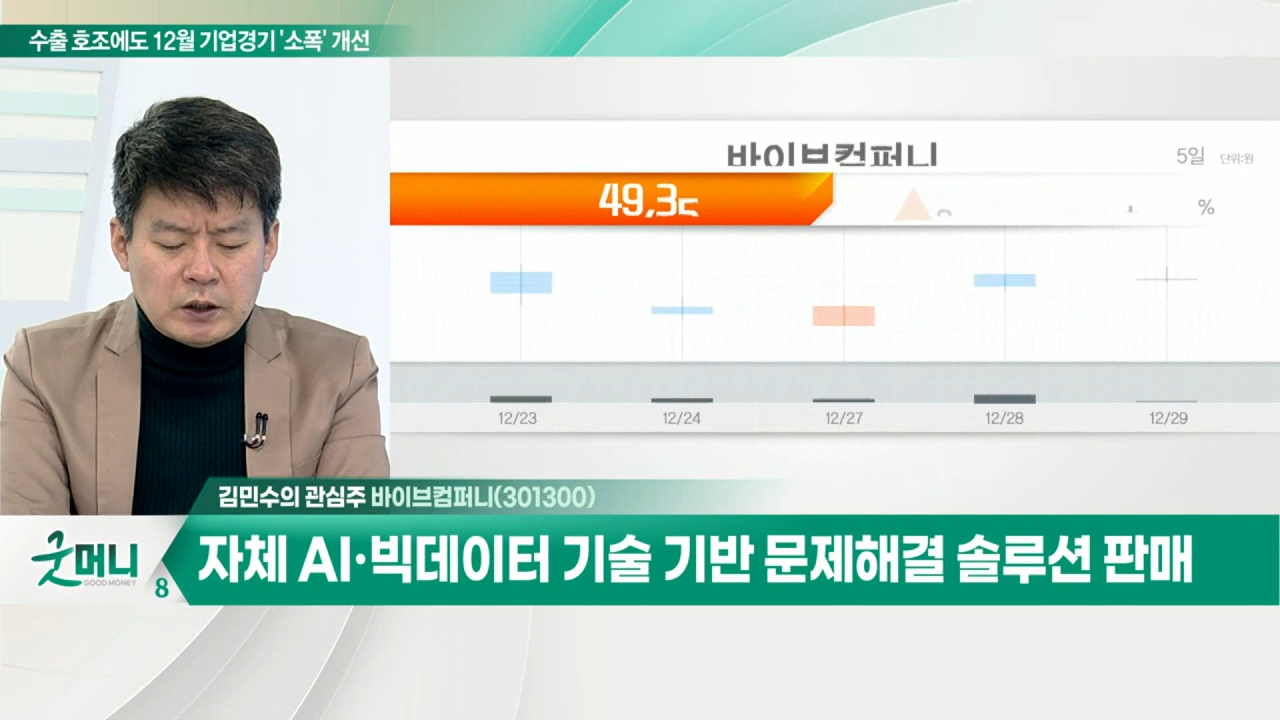 수출 호조에도 12월 기업경기 '소폭' 개선
바이브컴퍼니
5일 단위:원
49,35
%
12/23 12/24 12/27 12/28 12/29
김민수의 관심주 바이브컴퍼니(301300)
자체 AI·빅데이터 기술 기반 문제해결 솔루션 판매
굿머니
GOOD MONEY
8